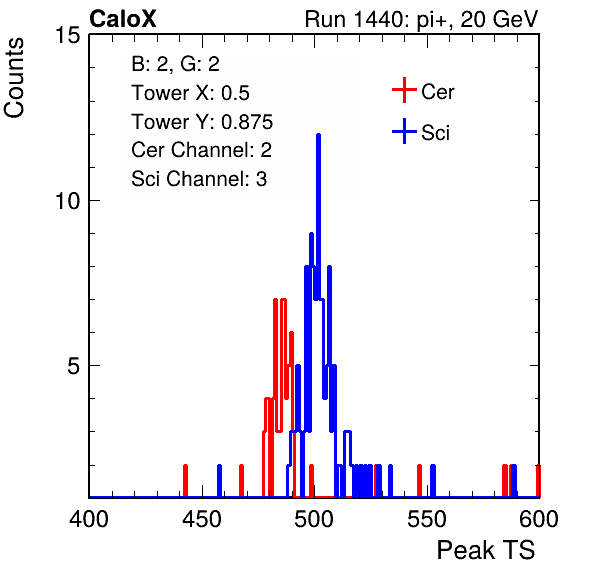 CaloX Run 1440: pi+, 20 GeV
Counts
15
10
5
B: 2, G: 2
Tower X: 0.5
Tower Y: 0.875
Cer Channel: 2
Sci Channel: 3
Cer
Sci
400 450 500 550 600
Peak TS